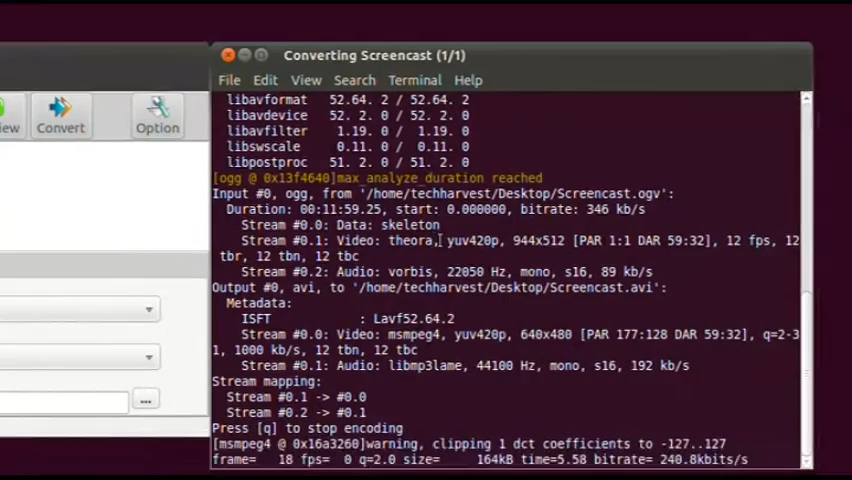 Converting Screencast (1/1)
File Edit View Search Terminal Help
Convert
Option
libavformat 52.64. 2 / 52.64. 2
libavdevice 52. 2. 0 / 52. 2. 0
libavfilter 1.19. 0 / 1.19. 0
libswscale 0.11. 0 / 0.11. 0
libpostproc 51. 2. 0 / 51. 2. 0
[ogg @ 0x13f4640]max_analyze_duration reached
Input #0, ogg, from '/home/techharvest/Desktop/Screencast.ogv':
Duration: 00:11:59.25, start: 0.000000, bitrate: 346 kb/s
Stream #0.0: Data: skeleton
Stream #0.1: Video: theora, yuv420p, 944x512 [PAR 1:1 DAR 59:32], 12 fps, 12
tbr, 12 tbn, 12 tbc
Stream #0.2: Audio: vorbis, 22050 Hz, mono, s16, 89 kb/s
Output #0, avi, to '/home/techharvest/Desktop/Screencast.avi':
Metadata:
ISFT : Lavf52.64.2
Stream #0.0: Video: msmpeg4, yuv420p, 640x480 [PAR 177:128 DAR 59:32], q=2-3
1, 1000 kb/s, 12 tbn, 12 tbc
Stream #0.1: Audio: libmp3lame, 44100 Hz, mono, s16, 192 kb/s
Stream mapping:
Stream #0.1 -> #0.0
Stream #0.2 -> #0.1
Press [q] to stop encoding
[msmpeg4 @ 0x16a3260]warning, clipping 1 dct coefficients to -127..127
frame= 18 fps= 0 q=2.0 size= 164kB time=5.58 bitrate= 240.8kbits/s
...